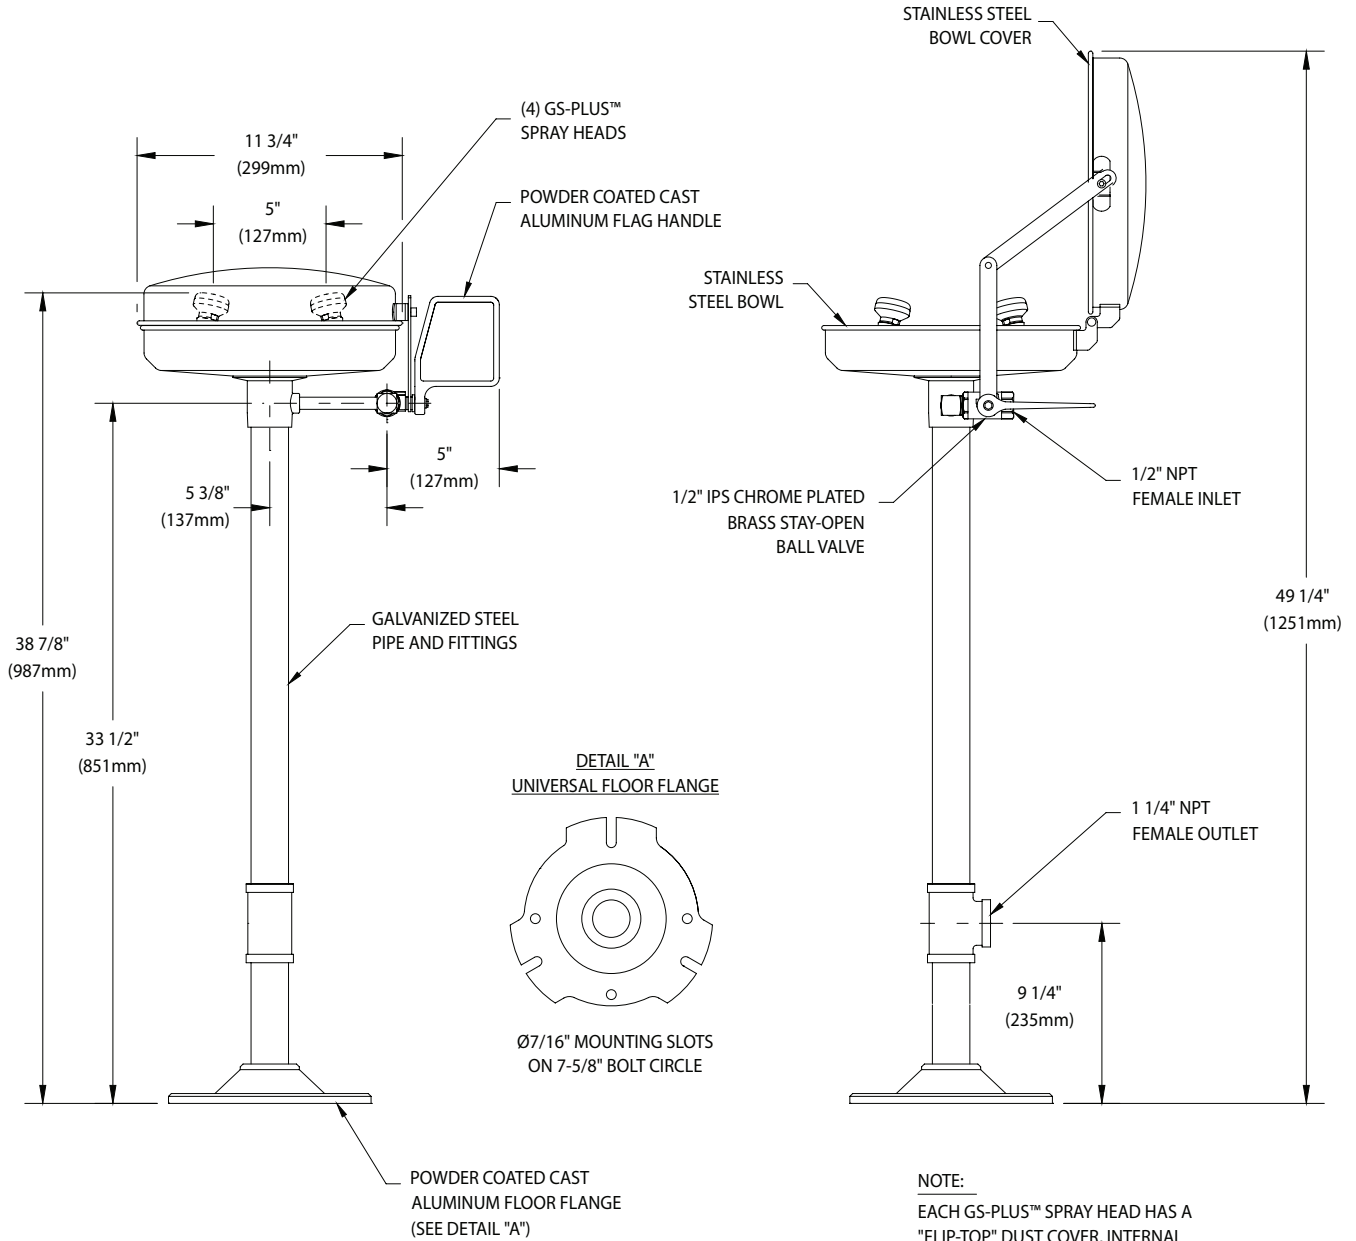 STAINLESS STEEL
BOWL COVER
(4) GS-PLUS™
SPRAY HEADS
11 3/4"
(299mm)
POWDER COATED CAST
ALUMINUM FLAG HANDLE
5"
(127mm)
STAINLESS
STEEL BOWL
5"
(127mm)
5 3/8"
(137mm)
1/2" IPS CHROME PLATED
BRASS STAY-OPEN
BALL VALVE
1/2" NPT
FEMALE INLET
49 1/4"
(1251mm)
GALVANIZED STEEL
PIPE AND FITTINGS
38 7/8"
(987mm)
33 1/2"
(851mm)
DETAIL "A"
UNIVERSAL FLOOR FLANGE
1 1/4" NPT
FEMALE OUTLET
9 1/4"
(235mm)
Ø7/16" MOUNTING SLOTS
ON 7-5/8" BOLT CIRCLE
POWDER COATED CAST
ALUMINUM FLOOR FLANGE
(SEE DETAIL "A")
NOTE:
EACH GS-PLUS™ SPRAY HEAD HAS A
"FLIP-TOP" DUST COVER, INTERNAL